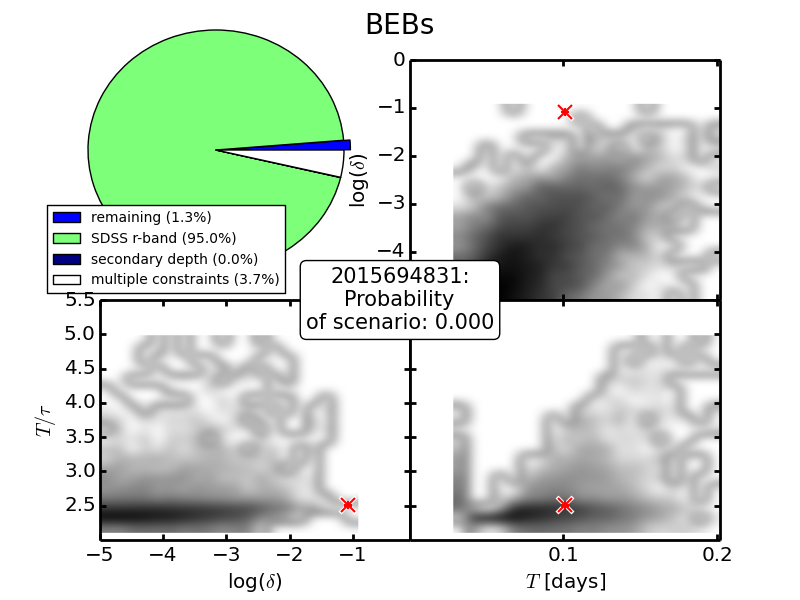 BEBs
remaining (1.3%)
SDSS r-band (95.0%)
secondary depth (0.0%)
multiple constraints (3.7%)
0
−1
−2
−3
−4
log(δ)
2015694831:
Probability
of scenario: 0.000
5.5
5.0
4.5
4.0
3.5
3.0
2.5
T/τ
−5 −4 −3 −2 −1
log(δ)
0.1 0.2
T [days]